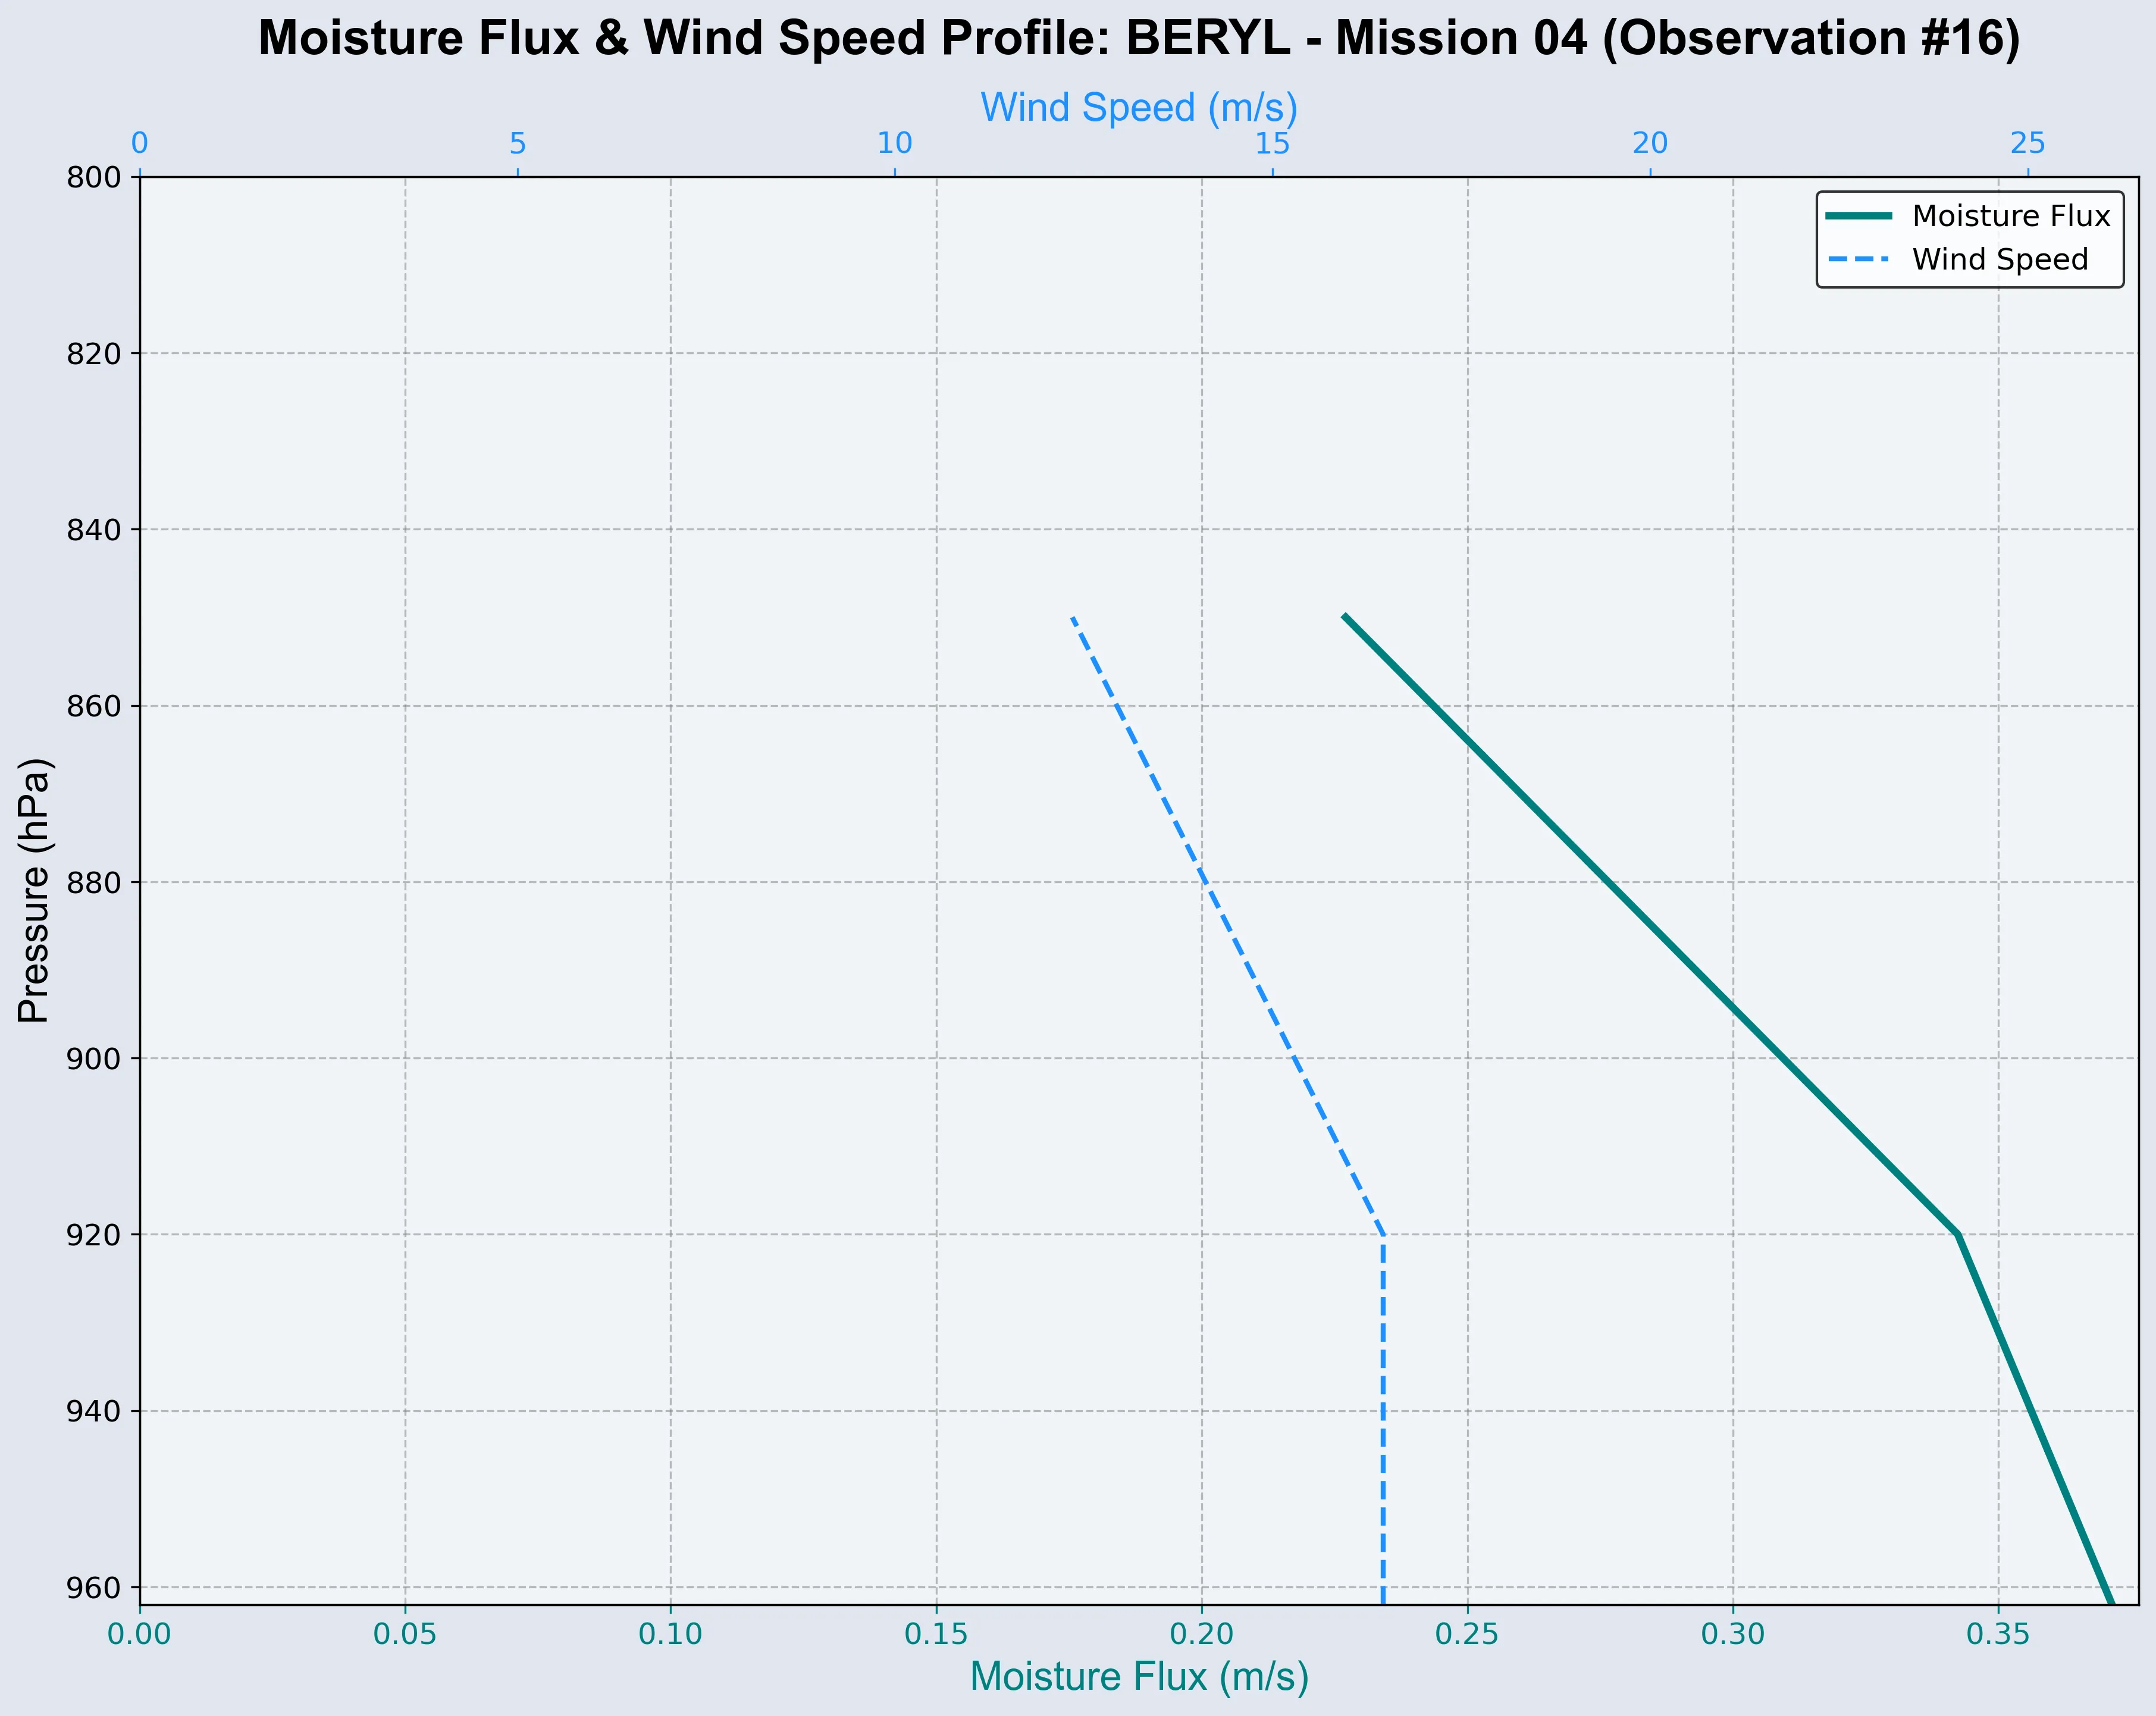 Moisture Flux & Wind Speed Profile: BERYL - Mission 04 (Observation #16)
Wind Speed (m/s)
0 5 10 15 20 25
Moisture Flux
Wind Speed
Pressure (hPa)
800
820
840
860
880
900
920
940
960
0.00 0.05 0.10 0.15 0.20 0.25 0.30 0.35
Moisture Flux (m/s)